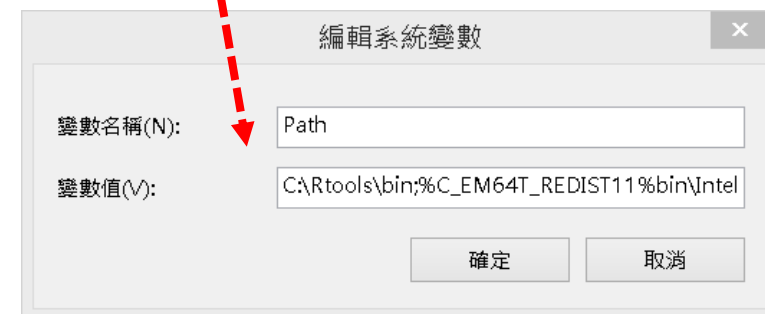 編輯系統變數
變數名稱(N): Path
變數值(V): C:\Rtools\bin;%C_EM64T_REDIST11%bin\Intel
確定 取消